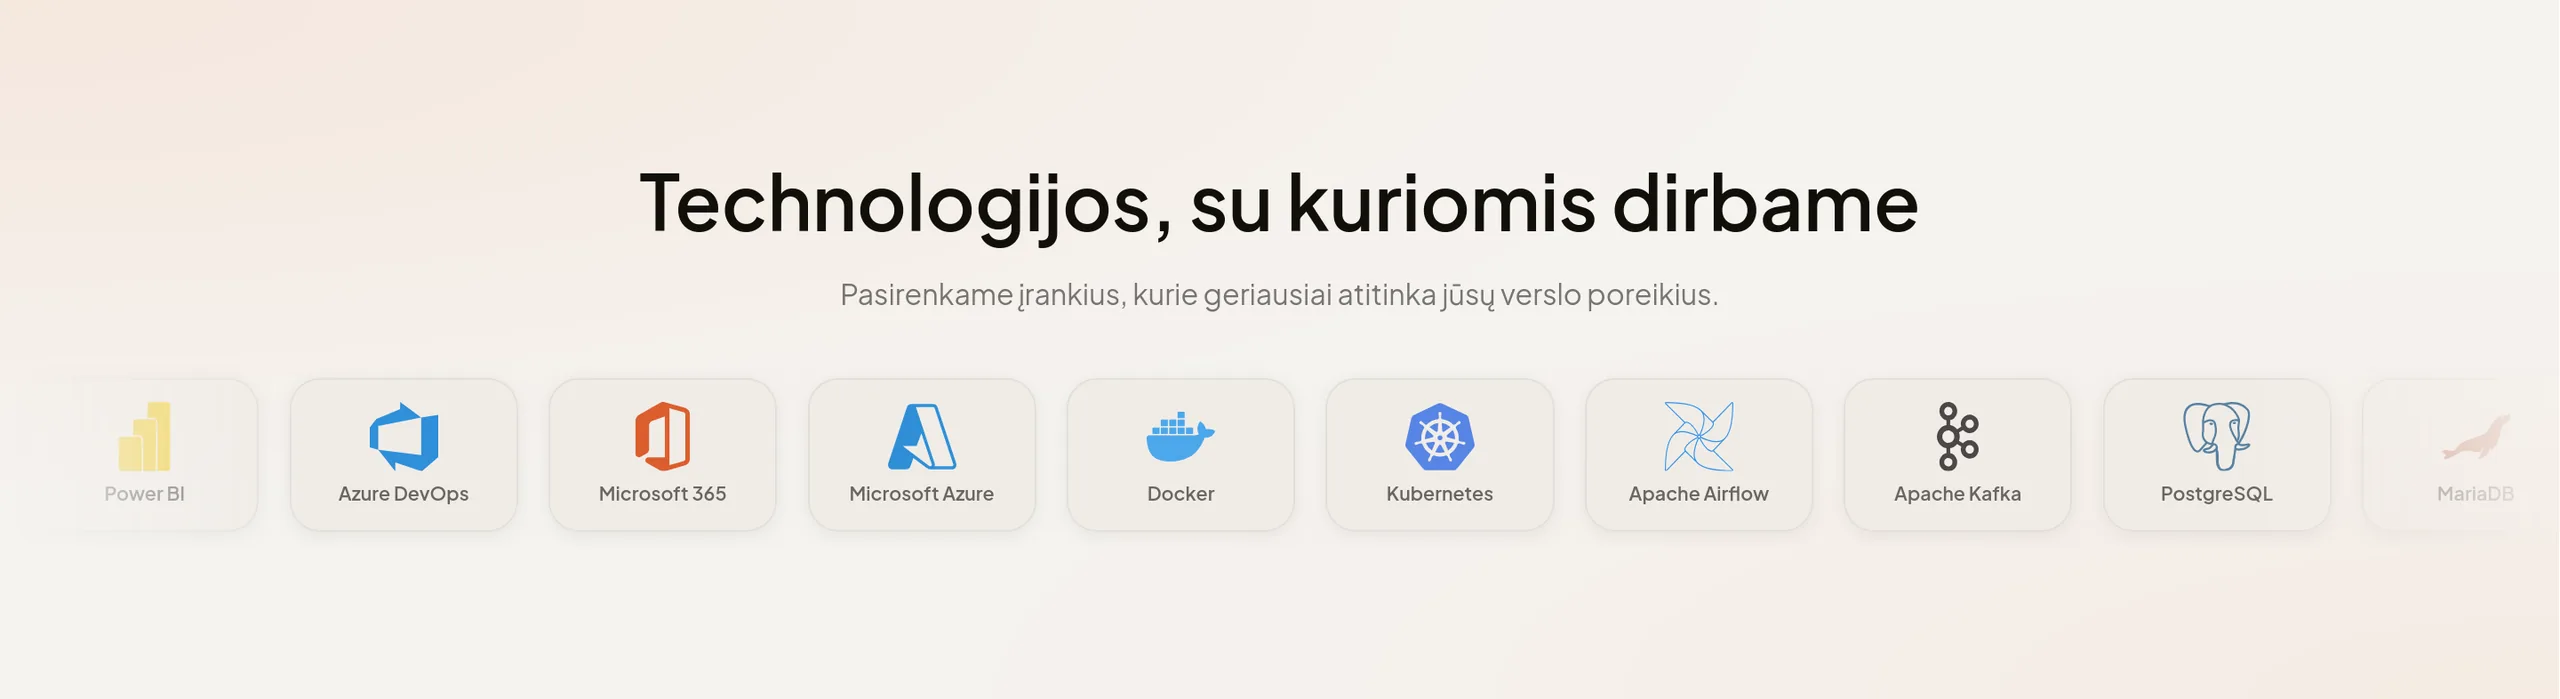 Technologijos, su kuriomis dirbame
Pasirenkame įrankius, kurie geriausiai atitinka jūsų verslo poreikius.
Power BI
Azure DevOps
Microsoft 365
Microsoft Azure
Docker
Kubernetes
Apache Airflow
Apache Kafka
PostgreSQL
MariaDB